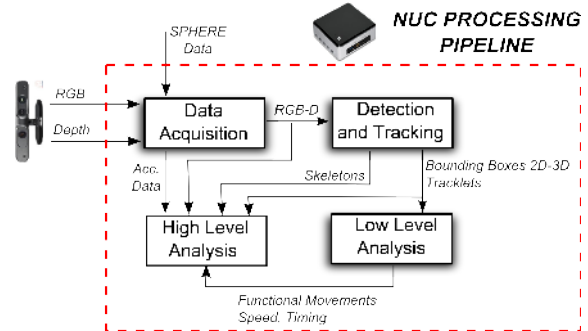 NUC PROCESSING
PIPELINE
SPHERE
Data
RGB
Depth
Data
Acquisition
RGB-D
Detection
and Tracking
Acc.
Data
Skeletons
Bounding Boxes 2D-3D
Tracklets
High Level
Analysis
Low Level
Analysis
Functional Movements
Speed, Timing